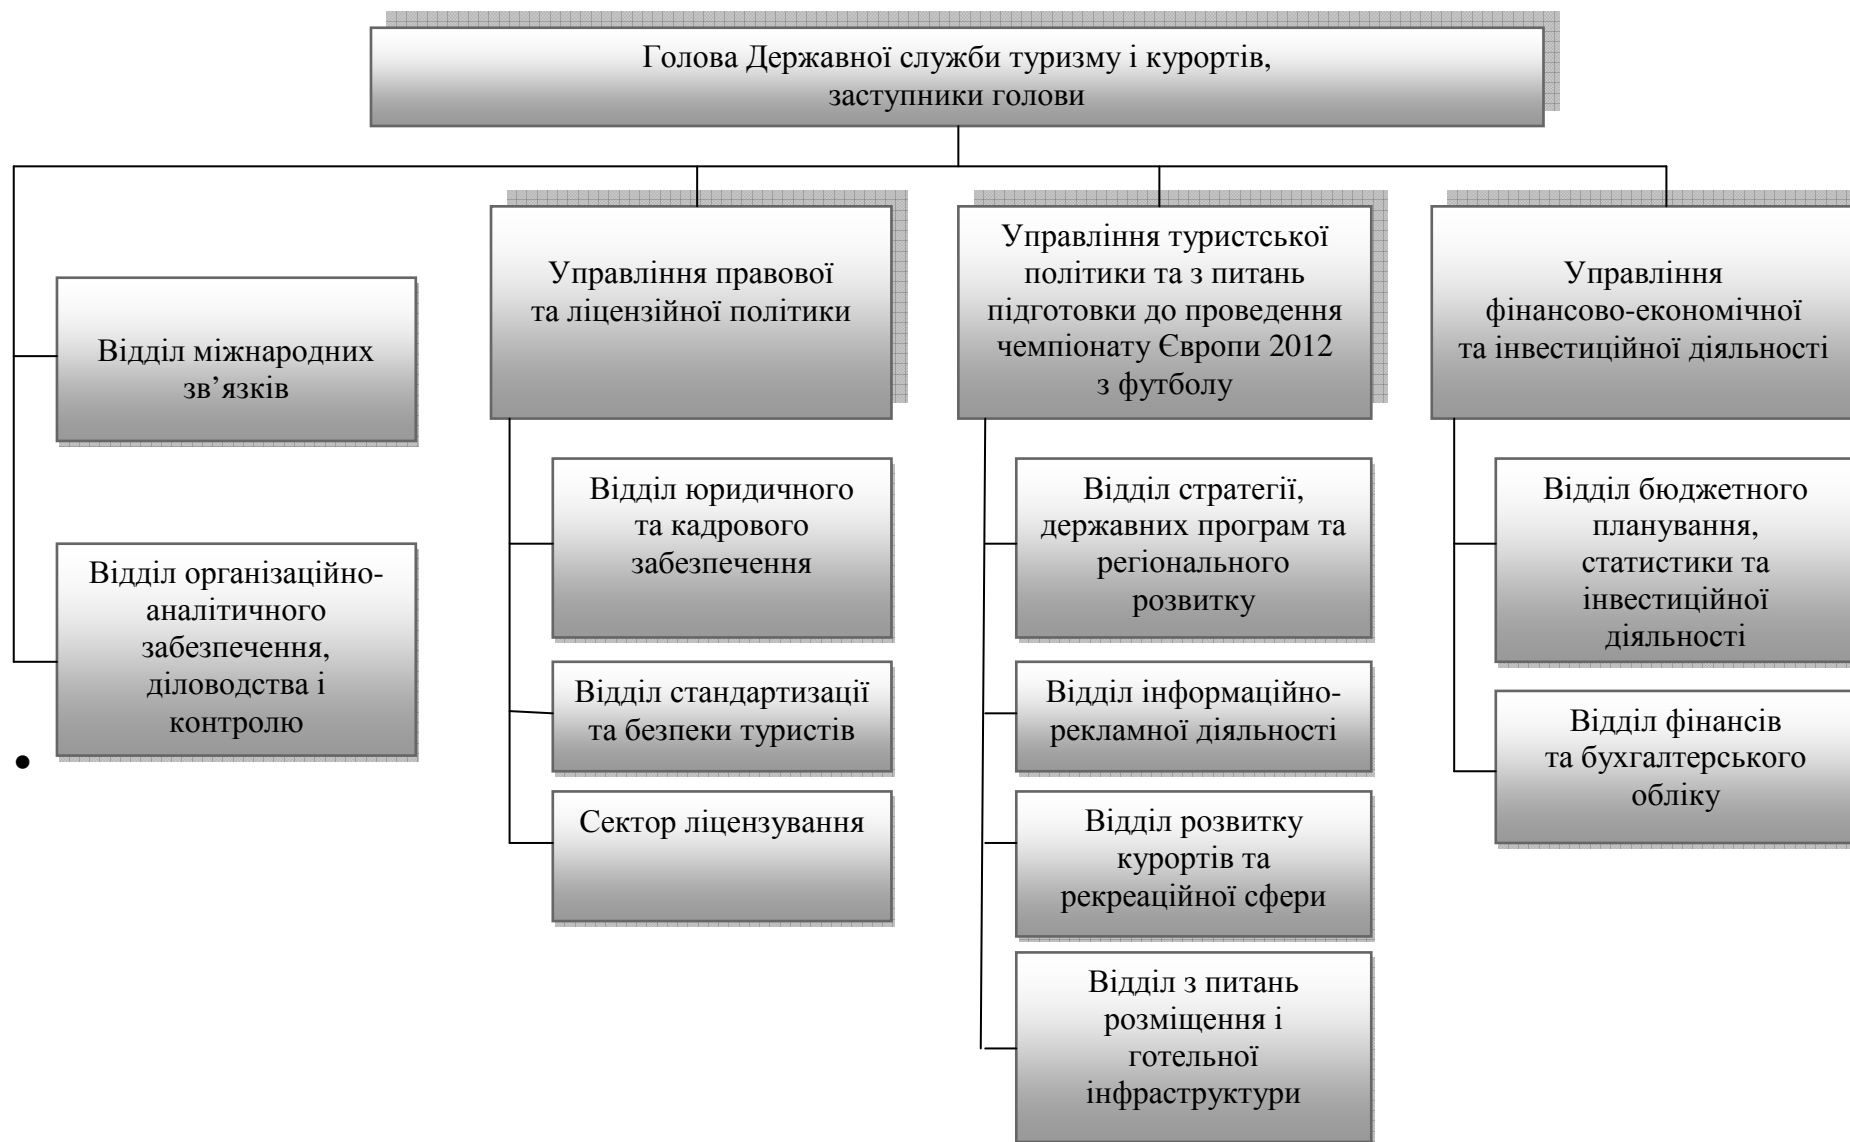 Голова Державної служби туризму і курортів,
заступники голови
Відділ міжнародних
зв’язків
Відділ організаційно-
аналітичного
забезпечення,
діловодства і
контролю
Управління правової
та ліцензійної політики
Відділ юридичного
та кадрового
забезпечення
Відділ стандартизації
та безпеки туристів
Сектор ліцензування
Управління туристської
політики та з питань
підготовки до проведення
чемпіонату Європи 2012
з футболу
Відділ стратегії,
державних програм та
регіонального
розвитку
Відділ інформаційно-
рекламної діяльності
Відділ розвитку
курортів та
рекреаційної сфери
Відділ з питань
розміщення і
готельної
інфраструктури
Управління
фінансово-економічної
та інвестиційної діяльності
Відділ бюджетного
планування,
статистики та
інвестиційної
діяльності
Відділ фінансів
та бухгалтерського
обліку